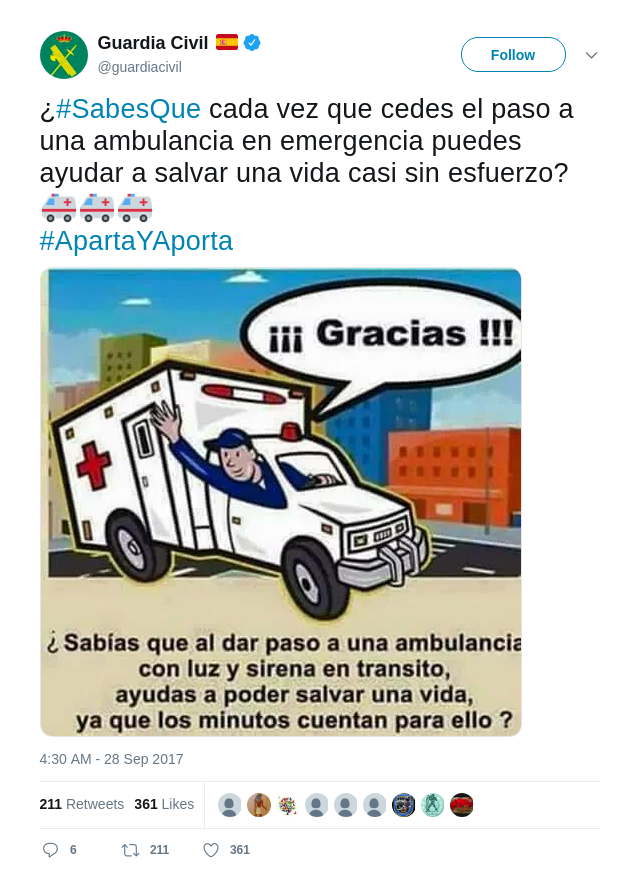 Guardia Civil
@guardiacivil
Follow
¿#SabesQue cada vez que cedes el paso a
una ambulancia en emergencia puedes
ayudar a salvar una vida casi sin esfuerzo?
#ApartaYAporta
¡¡¡ Gracias !!!
¿ Sabías que al dar paso a una ambulancia
con luz y sirena en transito,
ayudas a poder salvar una vida,
ya que los minutos cuentan para ello ?
4:30 AM - 28 Sep 2017
211 Retweets 361 Likes
6 211 361